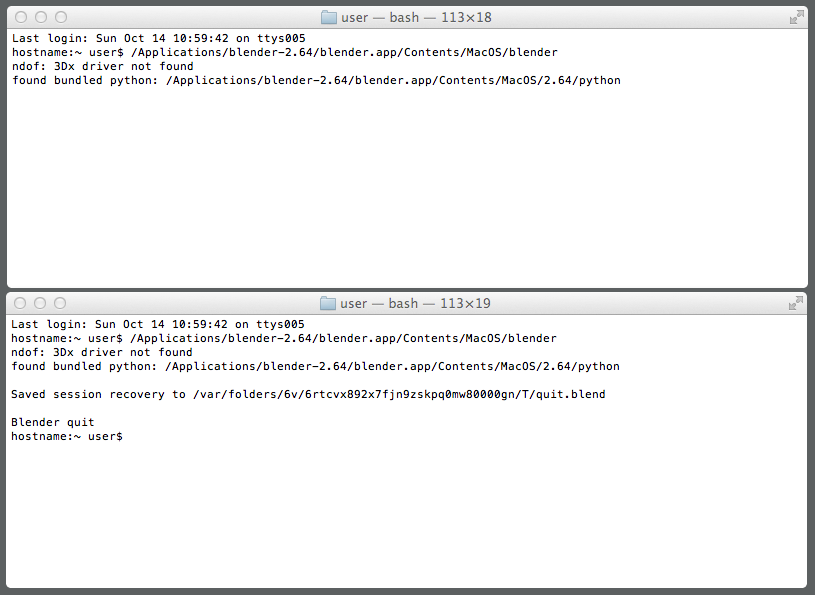 user — bash — 113×18
Last login: Sun Oct 14 10:59:42 on ttys005
hostname:~ user$ /Applications/blender-2.64/blender.app/Contents/MacOS/blender
ndof: 3Dx driver not found
found bundled python: /Applications/blender-2.64/blender.app/Contents/MacOS/2.64/python
user — bash — 113×19
Last login: Sun Oct 14 10:59:42 on ttys005
hostname:~ user$ /Applications/blender-2.64/blender.app/Contents/MacOS/blender
ndof: 3Dx driver not found
found bundled python: /Applications/blender-2.64/blender.app/Contents/MacOS/2.64/python
Saved session recovery to /var/folders/6v/6rtcvx892x7fjn9zskpq0mw80000gn/T/quit.blend
Blender quit
hostname:~ user$